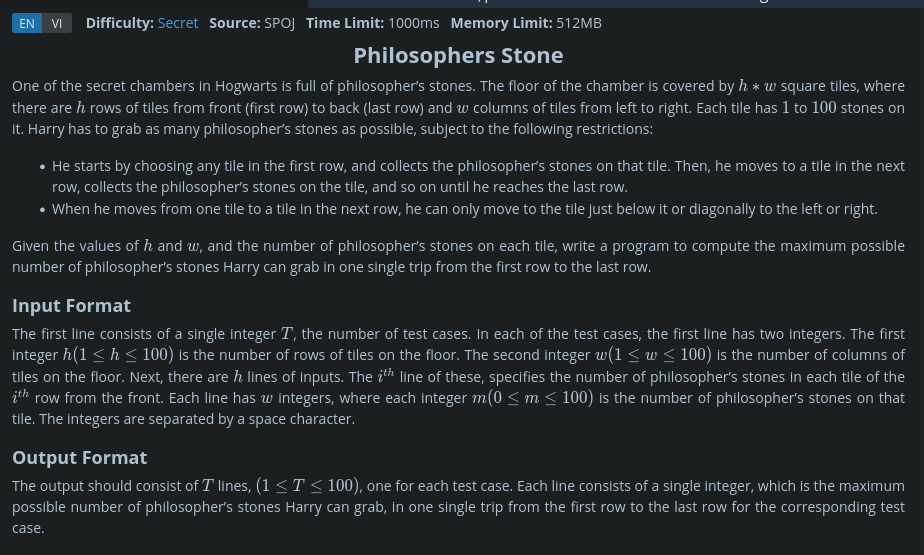 EN VI Difficulty: Secret Source: SPOJ Time Limit: 1000ms Memory Limit: 512MB
Philosophers Stone
One of the secret chambers in Hogwarts is full of philosopher's stones. The floor of the chamber is covered by h ∗ w square tiles, where
there are h rows of tiles from front (first row) to back (last row) and w columns of tiles from left to right. Each tile has 1 to 100 stones on
it. Harry has to grab as many philosopher's stones as possible, subject to the following restrictions:
• He starts by choosing any tile in the first row, and collects the philosopher's stones on that tile. Then, he moves to a tile in the next
row, collects the philosopher's stones on the tile, and so on until he reaches the last row.
• When he moves from one tile to a tile in the next row, he can only move to the tile just below it or diagonally to the left or right.
Given the values of h and w, and the number of philosopher's stones on each tile, write a program to compute the maximum possible
number of philosopher's stones Harry can grab in one single trip from the first row to the last row.
Input Format
The first line consists of a single integer T, the number of test cases. In each of the test cases, the first line has two integers. The first
integer h(1 ≤ h ≤ 100) is the number of rows of tiles on the floor. The second integer w(1 ≤ w ≤ 100) is the number of columns of
tiles on the floor. Next, there are h lines of inputs. The i^th line of these, specifies the number of philosopher's stones in each tile of the
i^th row from the front. Each line has w integers, where each integer m(0 ≤ m ≤ 100) is the number of philosopher's stones on that
tile. The integers are separated by a space character.
Output Format
The output should consist of T lines, (1 ≤ T ≤ 100), one for each test case. Each line consists of a single integer, which is the maximum
possible number of philosopher's stones Harry can grab, in one single trip from the first row to the last row for the corresponding test
case.